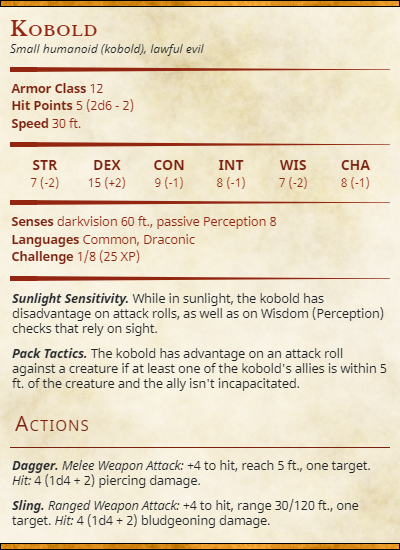 Kobold
Small humanoid (kobold), lawful evil
Armor Class 12
Hit Points 5 (2d6 - 2)
Speed 30 ft.
STR DEX CON INT WIS CHA
7 (-2) 15 (+2) 9 (-1) 8 (-1) 7 (-2) 8 (-1)
Senses darkvision 60 ft., passive Perception 8
Languages Common, Draconic
Challenge 1/8 (25 XP)
Sunlight Sensitivity. While in sunlight, the kobold has
disadvantage on attack rolls, as well as on Wisdom (Perception)
checks that rely on sight.
Pack Tactics. The kobold has advantage on an attack roll
against a creature if at least one of the kobold's allies is within 5
ft. of the creature and the ally isn't incapacitated.
Actions
Dagger. Melee Weapon Attack: +4 to hit, reach 5 ft., one target.
Hit: 4 (1d4 + 2) piercing damage.
Sling. Ranged Weapon Attack: +4 to hit, range 30/120 ft., one
target. Hit: 4 (1d4 + 2) bludgeoning damage.